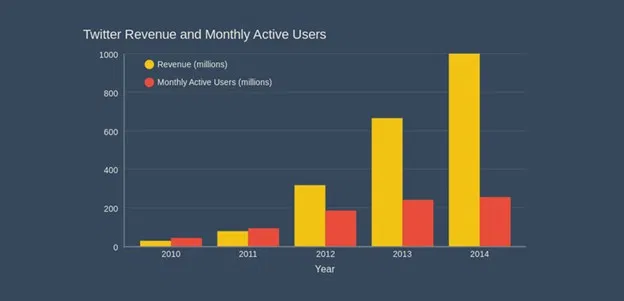 Twitter Revenue and Monthly Active Users
1000
Revenue (millions)
Monthly Active Users (millions)
800
600
400
200
0
2010 2011 2012 2013 2014
Year